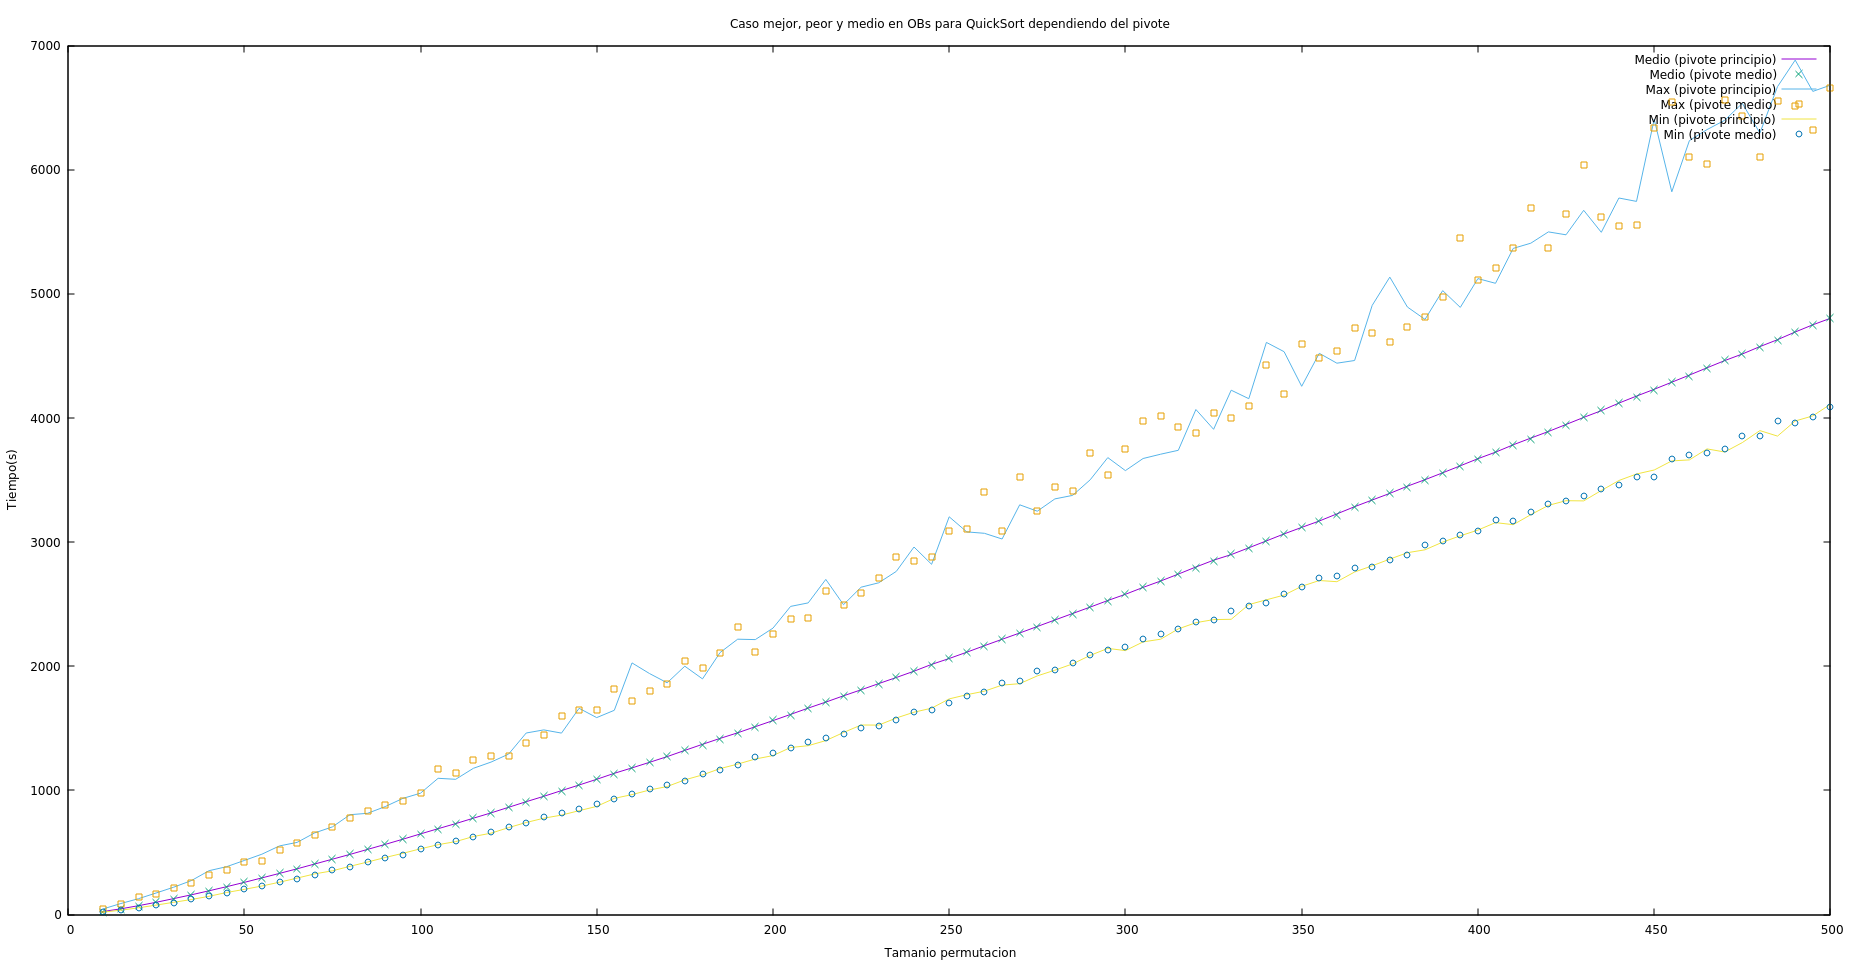 Caso mejor, peor y medio en OBs para QuickSort dependiendo del pivote
7000
6000
5000
4000
3000
2000
1000
0
Tiempo(s)
Medio (pivote principio)
Medio (pivote medio)
Max (pivote principio)
Max (pivote medio)
Min (pivote principio)
Min (pivote medio)
0 50 100 150 200 250 300 350 400 450 500
Tamanio permutacion